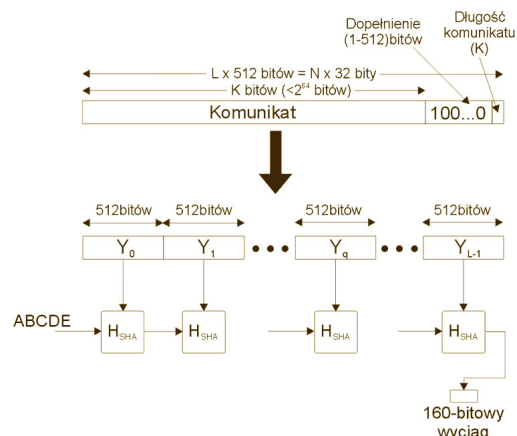 Dopełnienie
(1-512)bitów
Długość
komunikatu
(K)
L x 512 bitów = N x 32 bity
K bitów (<2⁶⁴ bitów)
Komunikat
100...0
512bitów
512bitów
512bitów
512bitów
Y₀
Y₁
Y_q
Y_L-1
ABCDE
H_SHA
H_SHA
H_SHA
H_SHA
160-bitowy
wyciąg